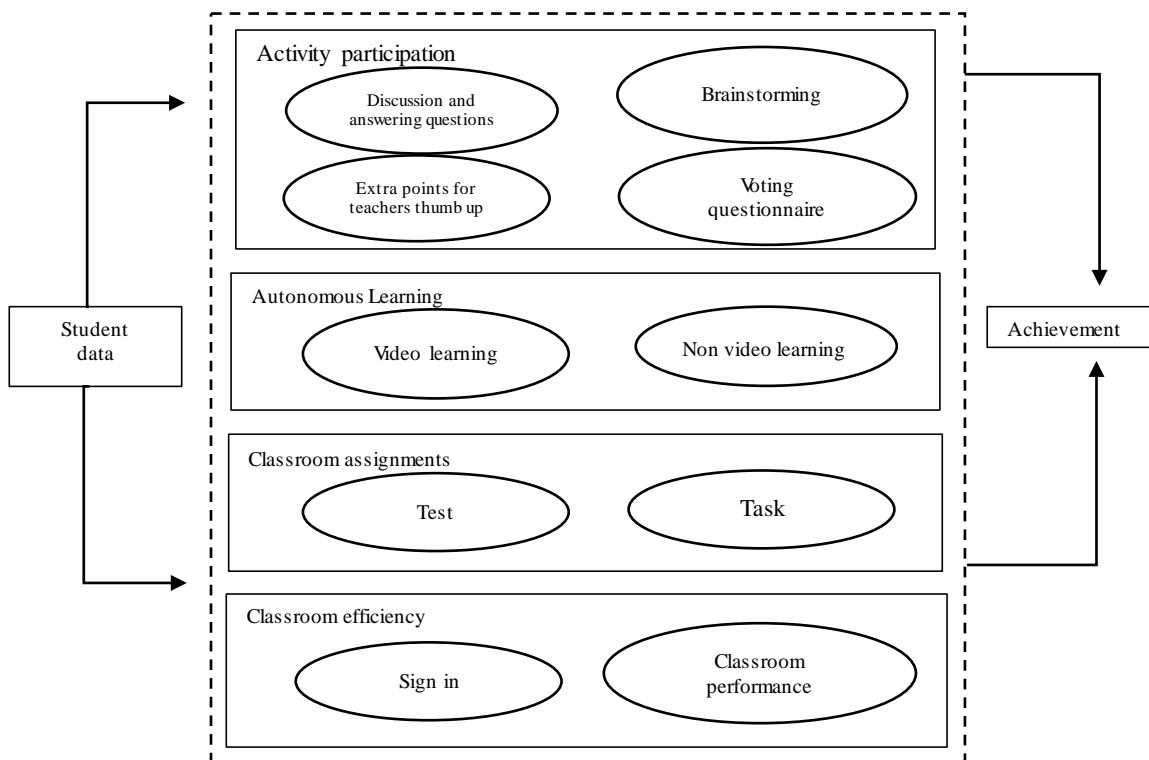 Activity participation
Discussion and
answering questions
Brainstorming
Extra points for
teachers thumb up
Voting
questionnaire
Autonomous Learning
Video learning
Non video learning
Student
data
Achievement
Classroom assignments
Test
Task
Classroom efficiency
Sign in
Classroom
performance